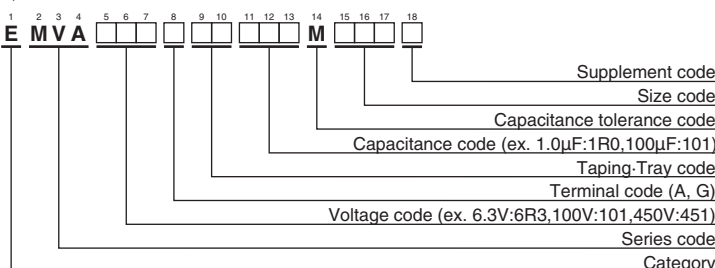 1 2 3 4 5 6 7 8 9 10 11 12 13 14 15 16 17 18
E MVA M
Supplement code
Size code
Capacitance tolerance code
Capacitance code (ex. 1.0μF:1R0,100μF:101)
Taping·Tray code
Terminal code (A, G)
Voltage code (ex. 6.3V:6R3,100V:101,450V:451)
Series code
Category